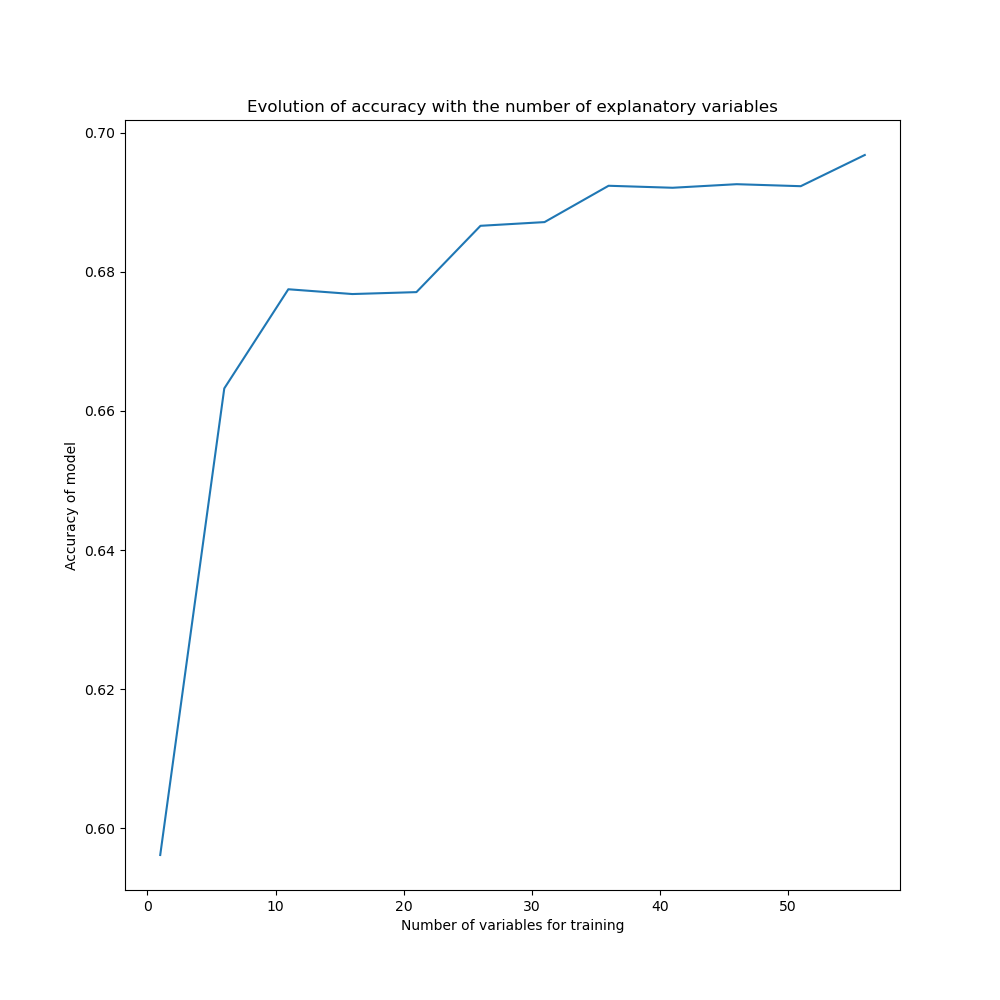 Evolution of accuracy with the number of explanatory variables
0.70
0.68
0.66
0.64
0.62
0.60
Accuracy of model
0 10 20 30 40 50
Number of variables for training